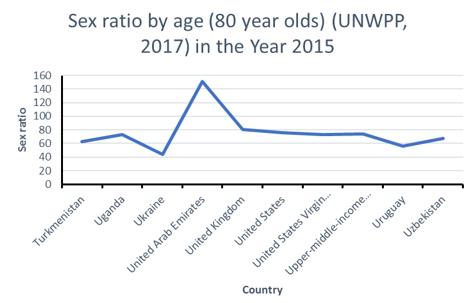 Sex ratio by age (80 year olds) (UNWPP,
2017) in the Year 2015
160
140
120
100
80
60
40
20
0
Sex ratio
Turkmenistan
Uganda
Ukraine
United Arab Emirates
United Kingdom
United States
United States Virgin...
Upper-middle-income...
Uruguay
Uzbekistan
Country